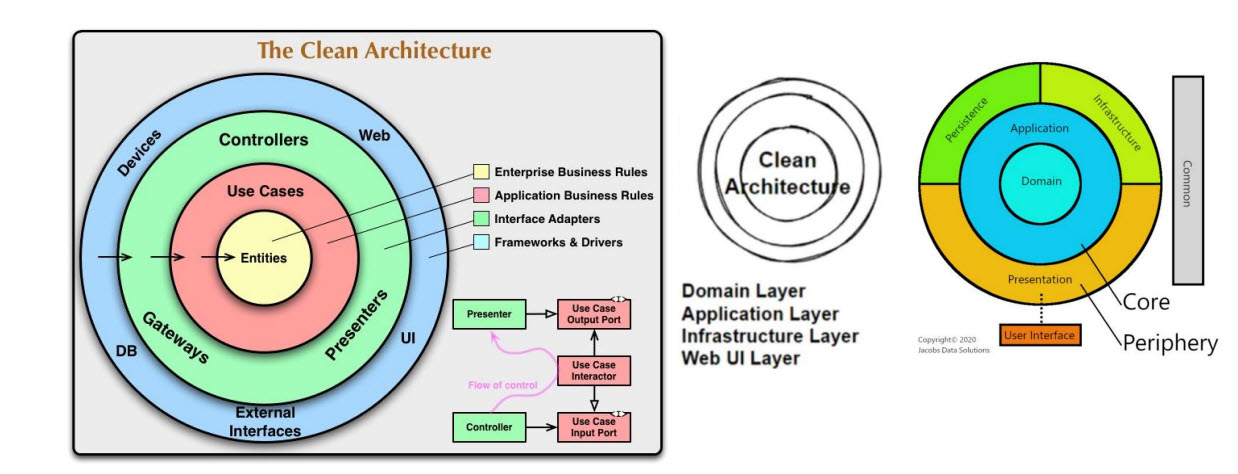 The Clean Architecture
Devices
Web
Controllers
Use Cases
Entities
Gateways
Presenters
DB
UI
External
Interfaces
Enterprise Business Rules
Application Business Rules
Interface Adapters
Frameworks & Drivers
Presenter
Use Case
Output Port
<I>
Flow of control
Use Case
Interactor
Controller
Use Case
Input Port
<I>
Clean
Architecture
Domain Layer
Application Layer
Infrastructure Layer
Web UI Layer
Persistence
Infrastructure
Application
Domain
Presentation
User Interface
Common
Core
Periphery
Copyright© 2020
Jacobs Data Solutions